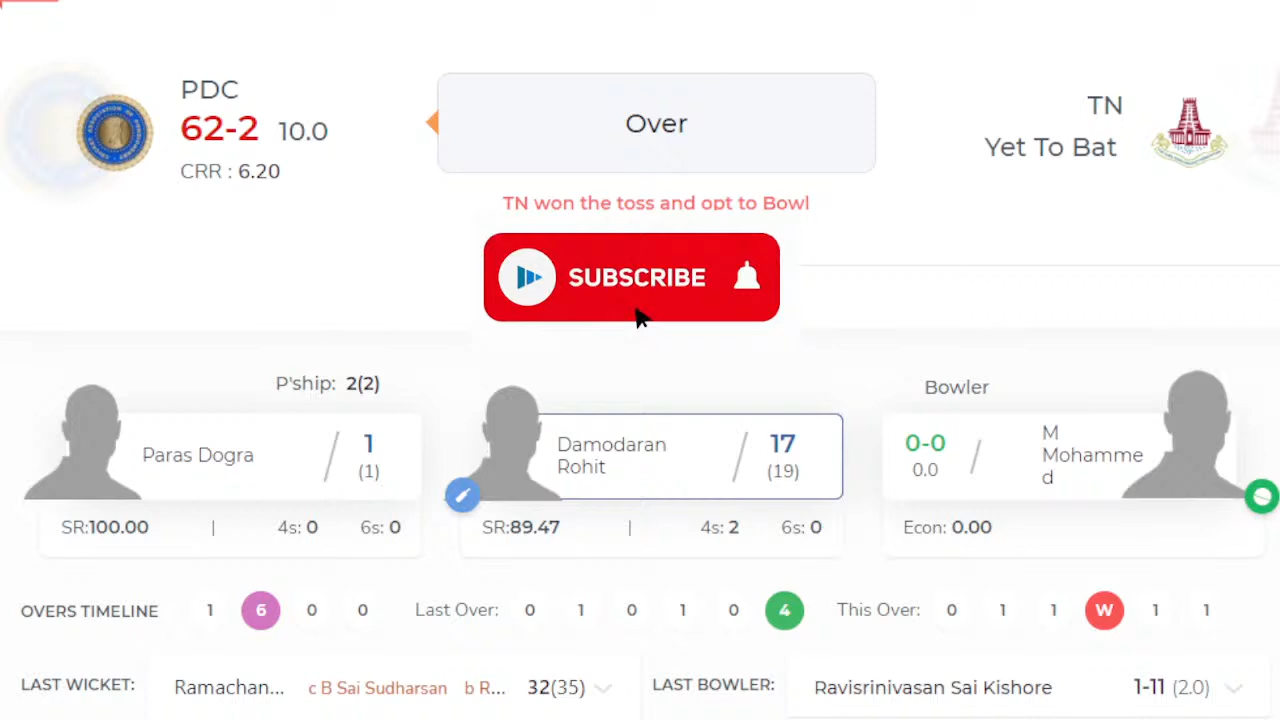 PDC
62-2 10.0
CRR : 6.20
Over
TN
Yet To Bat
TN won the toss and opt to Bowl
SUBSCRIBE
P'ship: 2(2)
Paras Dogra
1
(1)
SR:100.00 | 4s: 0 6s: 0
Damodaran
Rohit
17
(19)
SR:89.47 | 4s: 2 6s: 0
Bowler
0-0
0.0
M
Mohamme
d
Econ: 0.00
OVERS TIMELINE 1 6 0 0 Last Over: 0 1 0 1 0 4 This Over: 0 1 1 W 1 1
LAST WICKET: Ramachan... c B Sai Sudharsan b R... 32(35)
LAST BOWLER: Ravisrinivasan Sai Kishore 1-11 (2.0)